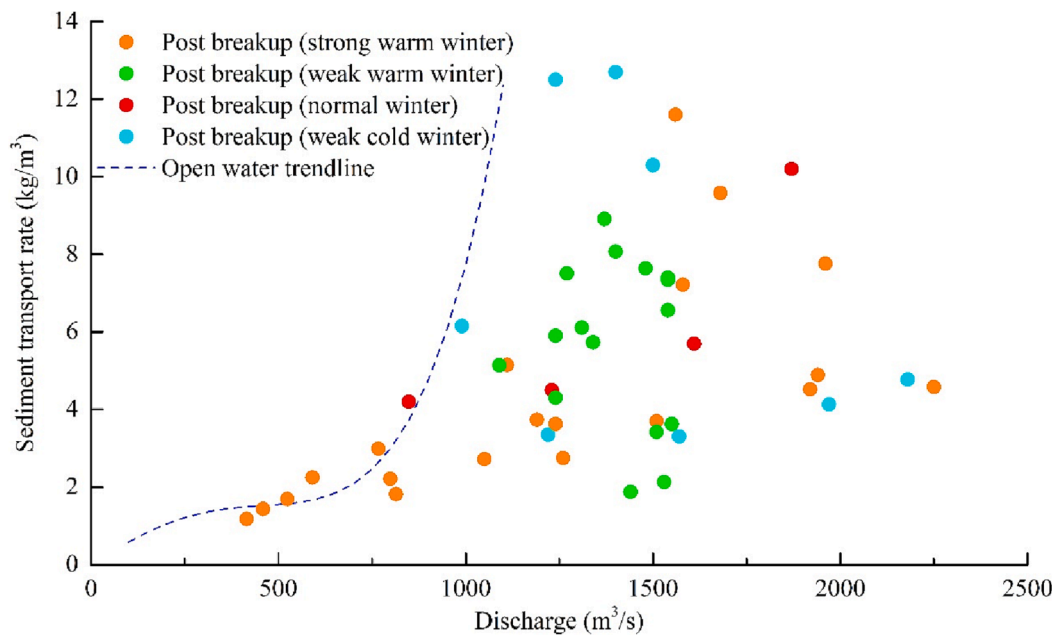 14
12
10
8
6
4
2
0
Sediment transport rate (kg/m³)
Post breakup (strong warm winter)
Post breakup (weak warm winter)
Post breakup (normal winter)
Post breakup (weak cold winter)
Open water trendline
0 500 1000 1500 2000 2500
Discharge (m³/s)